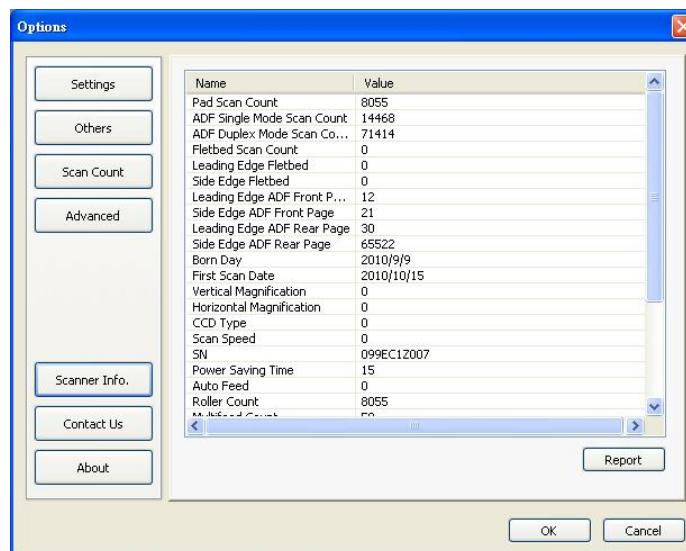 Options
Settings
Others
Scan Count
Advanced
Scanner Info.
Contact Us
About
Name Value
Pad Scan Count 8055
ADF Single Mode Scan Count 14468
ADF Duplex Mode Scan Co... 71414
Fletbed Scan Count 0
Leading Edge Fletbed 0
Side Edge Fletbed 0
Leading Edge ADF Front P... 12
Side Edge ADF Front Page 21
Leading Edge ADF Rear Page 30
Side Edge ADF Rear Page 65522
Born Day 2010/9/9
First Scan Date 2010/10/15
Vertical Magnification 0
Horizontal Magnification 0
CCD Type 0
Scan Speed 0
SN 099EC1Z007
Power Saving Time 15
Auto Feed 0
Roller Count 8055
Multifeed Count
Report
OK Cancel